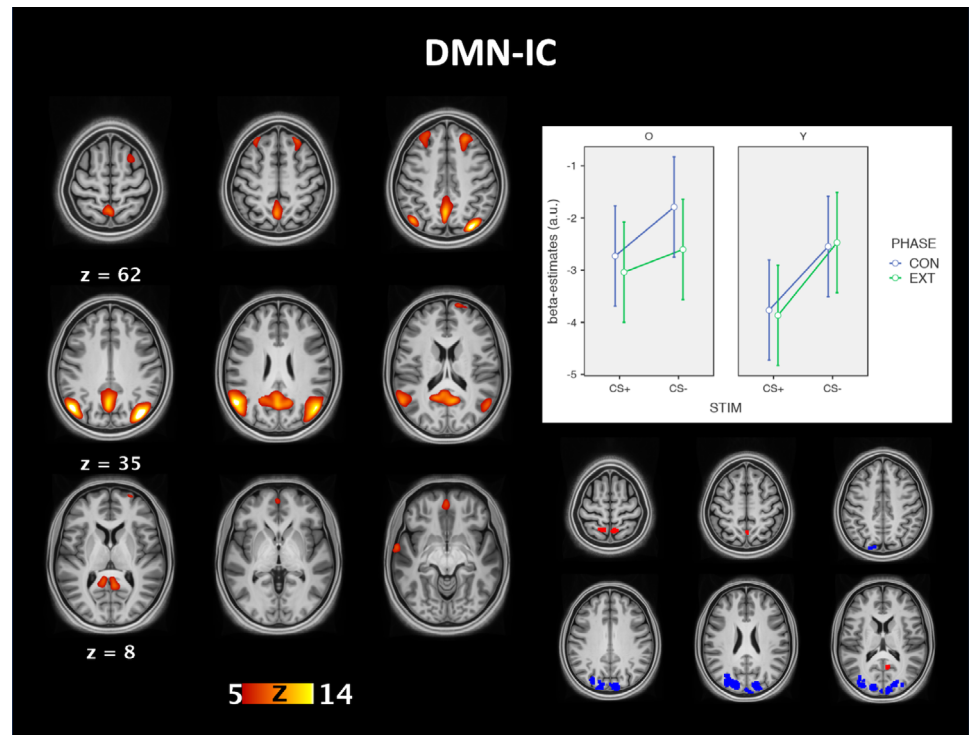 DMN-IC
z = 62
z = 35
z = 8
5 Z 14
O Y
beta-estimates (a.u.)
-1
-2
-3
-4
-5
CS+ CS- CS+ CS-
STIM
PHASE
CON
EXT